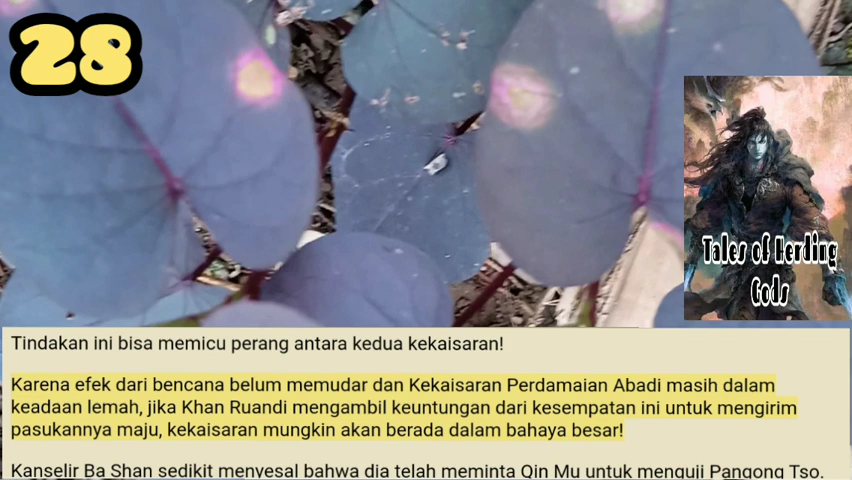 28
Tales of Herding
Gods
Tindakan ini bisa memicu perang antara kedua kekaisaran!
Karena efek dari bencana belum memudar dan Kekaisaran Perdamaian Abadi masih dalam
keadaan lemah, jika Khan Ruandi mengambil keuntungan dari kesempatan ini untuk mengirim
pasukannya maju, kekaisaran mungkin akan berada dalam bahaya besar!
Kanselir Ba Shan sedikit menyesal bahwa dia telah meminta Qin Mu untuk menguji Pangong Tso.